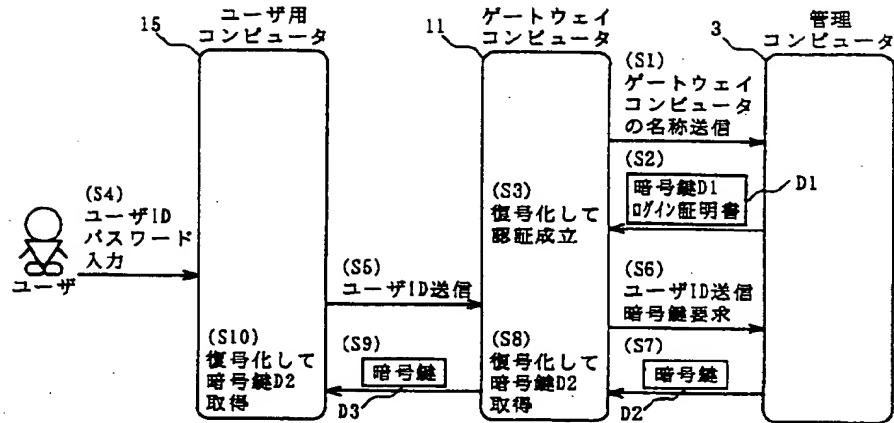 15
ユーザ用
コンピュータ
11
ゲートウェイ
コンピュータ
3
管理
コンピュータ
(S1)
ゲートウェイ
コンピュータ
の名称送信
(S2)
暗号鍵D1
ログイン証明書
D1
(S3)
復号化して
認証成立
(S4)
ユーザID
パスワード
入力
ユーザ
(S5)
ユーザID送信
(S6)
ユーザID送信
暗号鍵要求
(S7)
暗号鍵
D2
(S8)
復号化して
暗号鍵D2
取得
(S9)
暗号鍵
D3
(S10)
復号化して
暗号鍵D2
取得